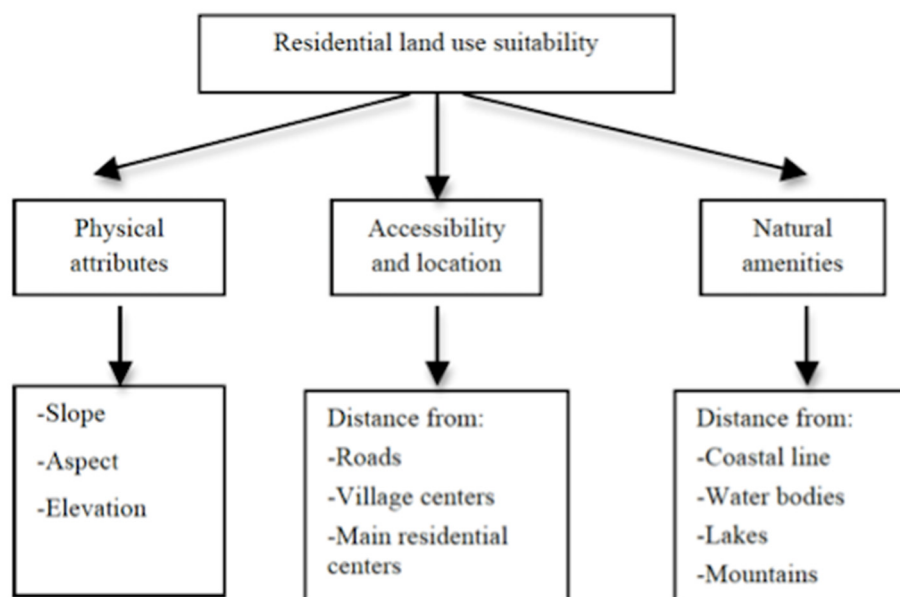 Residential land use suitability
Physical
attributes
Accessibility
and location
Natural
amenities
-Slope
-Aspect
-Elevation
Distance from:
-Roads
-Village centers
-Main residential
centers
Distance from:
-Coastal line
-Water bodies
-Lakes
-Mountains